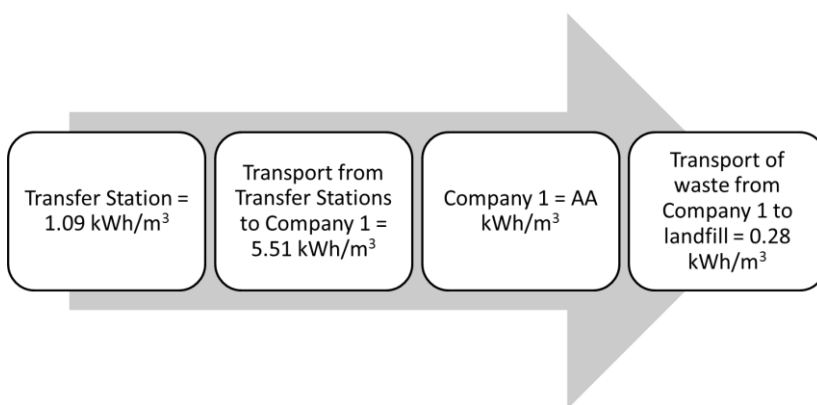 Transfer Station =
1.09 kWh/m³
Transport from
Transfer Stations
to Company 1 =
5.51 kWh/m³
Company 1 = AA
kWh/m³
Transport of
waste from
Company 1 to
landfill = 0.28
kWh/m³